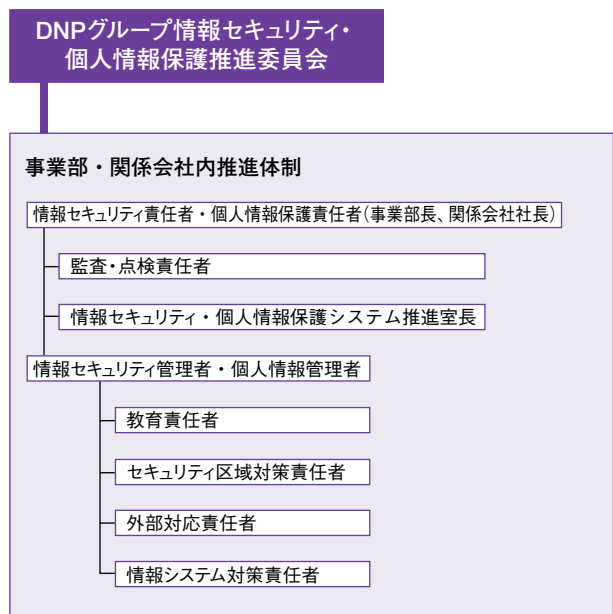 DNPグループ情報セキュリティ・
個人情報保護推進委員会
事業部・関係会社内推進体制
情報セキュリティ責任者・個人情報保護責任者(事業部長、関係会社社長)
監査・点検責任者
情報セキュリティ・個人情報保護システム推進室長
情報セキュリティ管理者・個人情報管理者
教育責任者
セキュリティ区域対策責任者
外部対応責任者
情報システム対策責任者